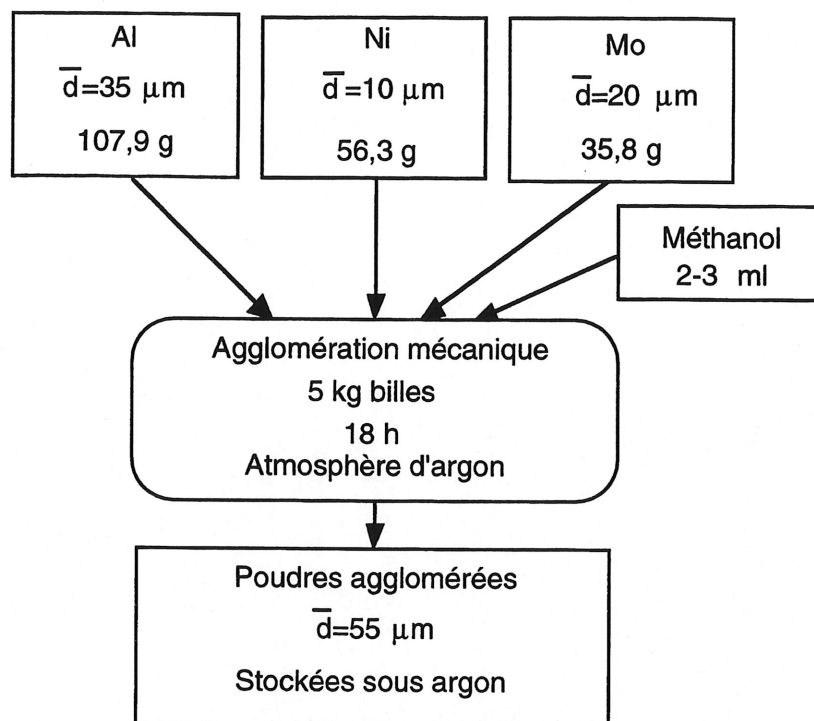 Al
d=35 μm
107,9 g
Ni
d=10 μm
56,3 g
Mo
d=20 μm
35,8 g
Méthanol
2-3 ml
Agglomération mécanique
5 kg billes
18 h
Atmosphère d'argon
Poudres agglomérées
d=55 μm
Stockées sous argon